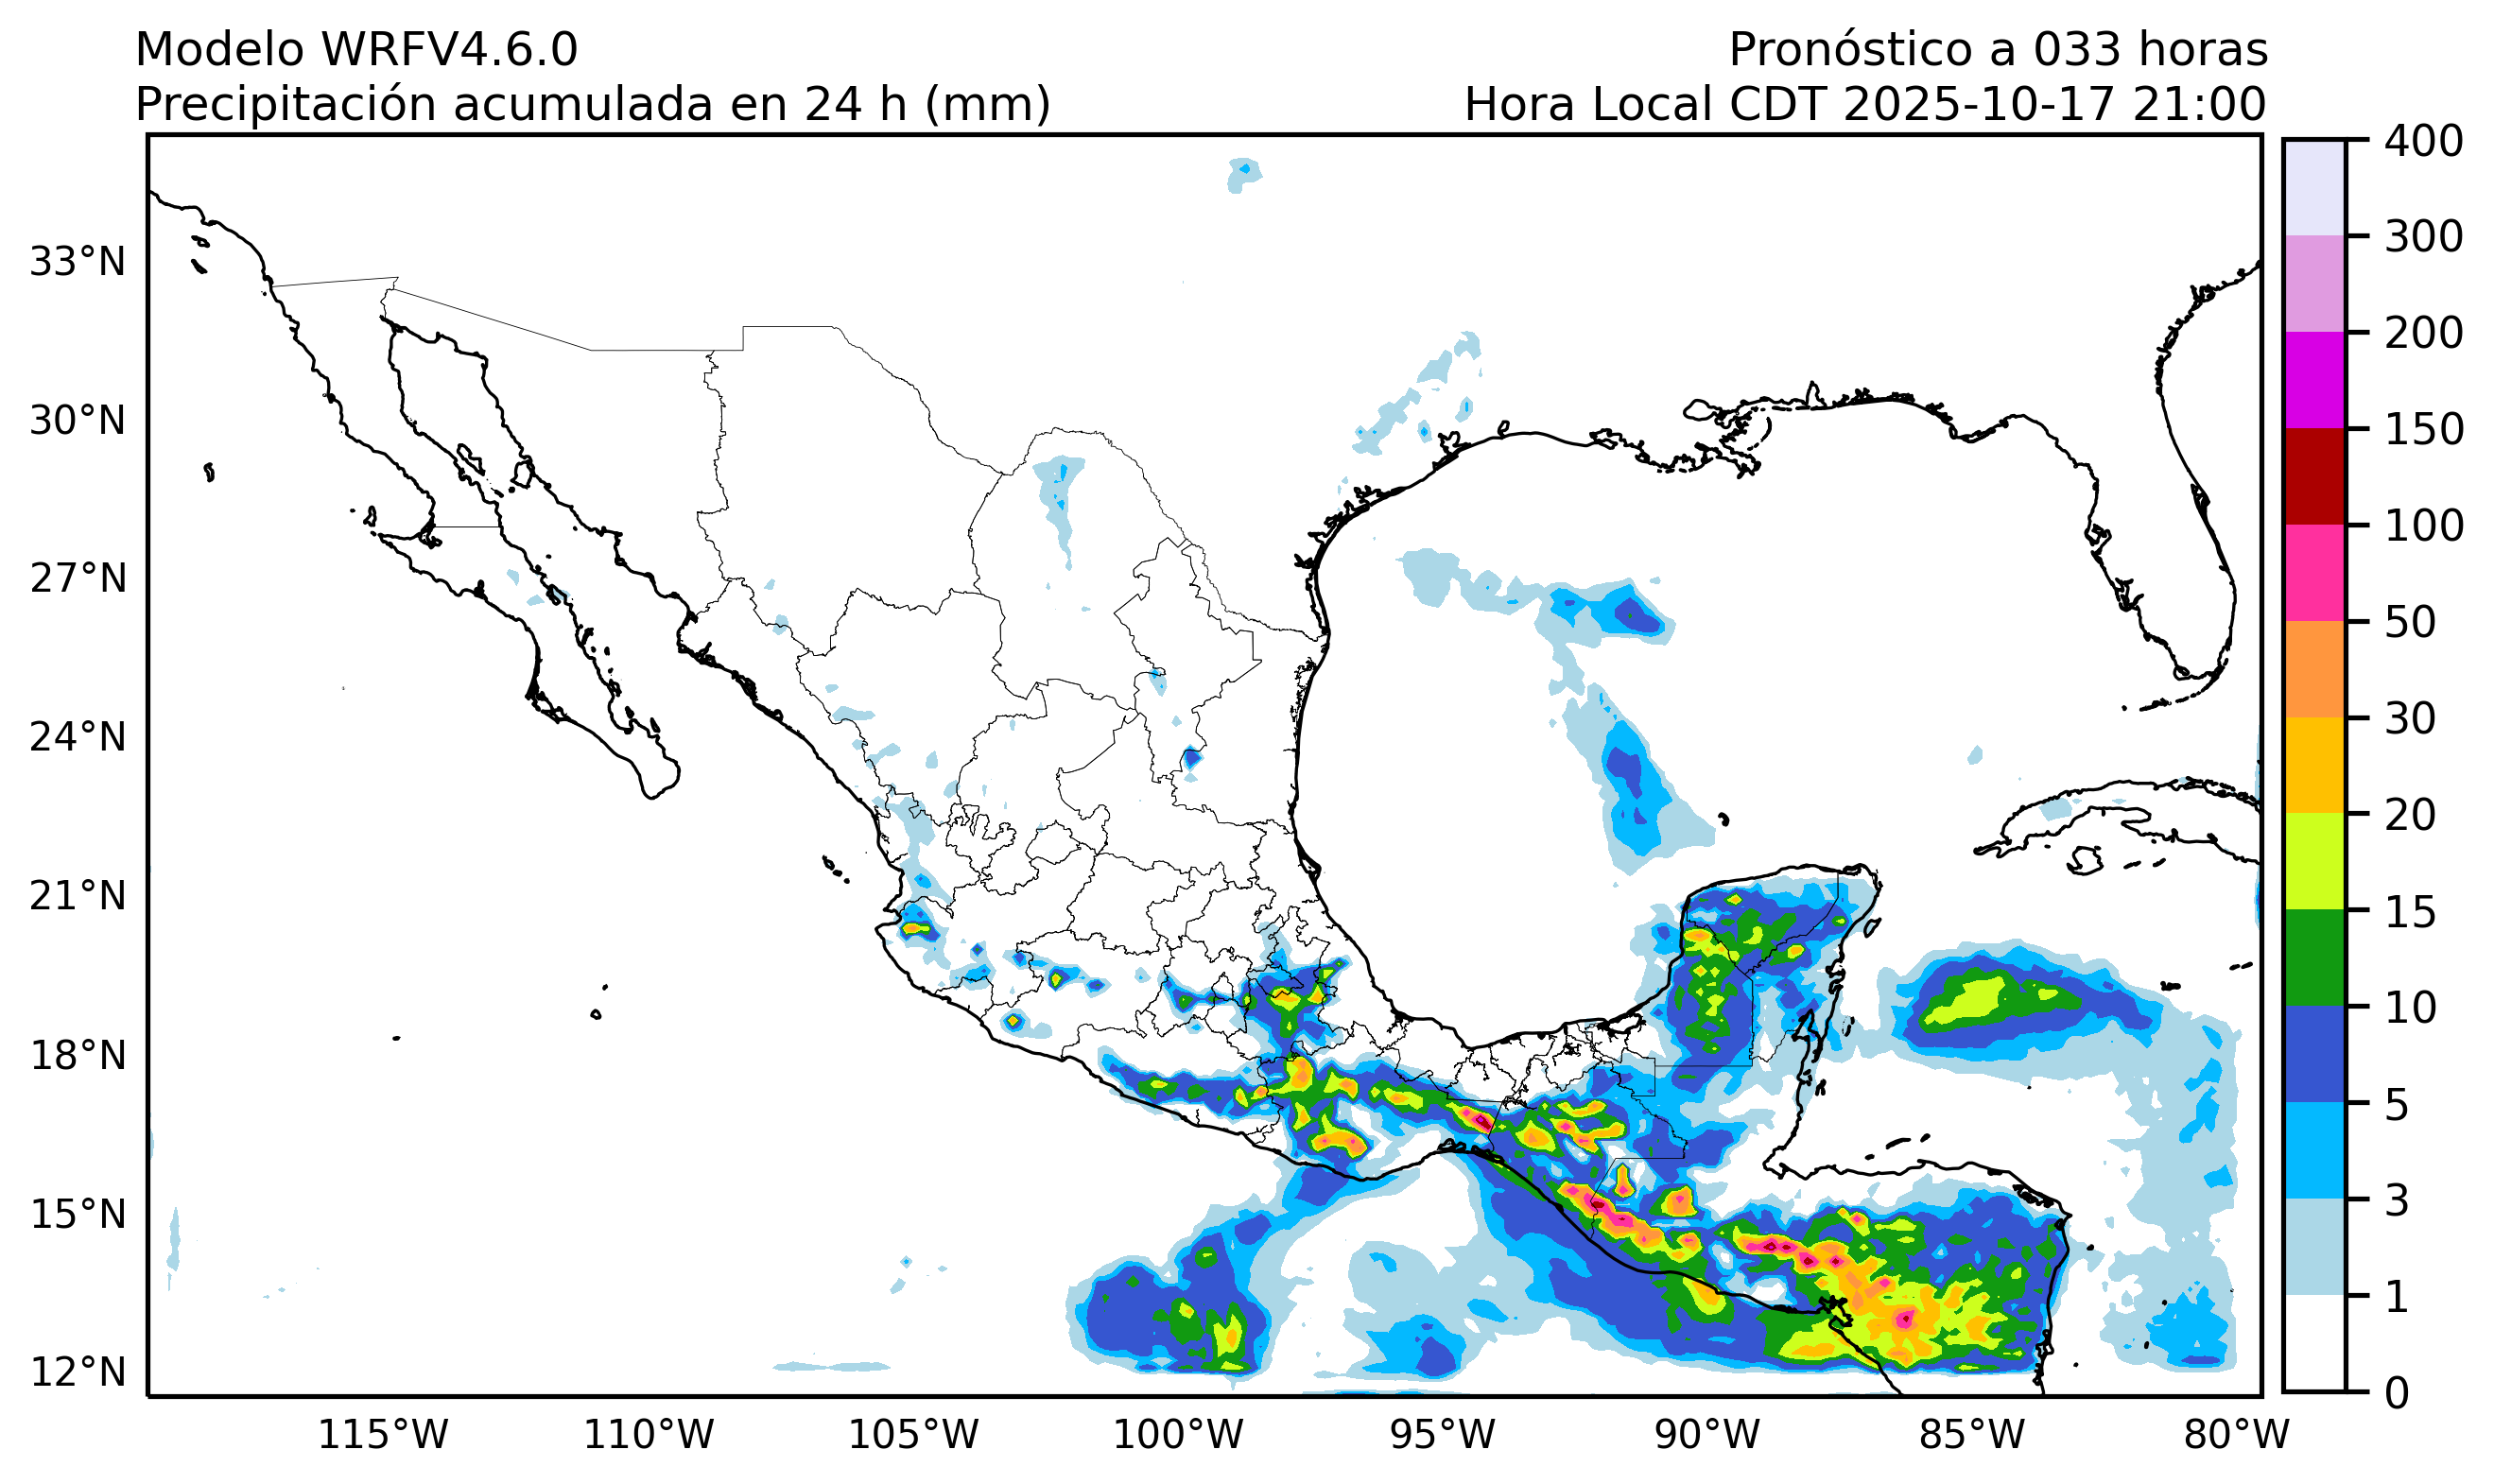 Modelo WRFV4.6.0
Pronóstico a 033 horas
Precipitación acumulada en 24 h (mm)
Hora Local CDT 2025-10-17 21:00
33°N
30°N
27°N
24°N
21°N
18°N
15°N
12°N
115°W
110°W
105°W
100°W
95°W
90°W
85°W
80°W
400
300
200
150
100
50
30
20
15
10
5
3
1
0